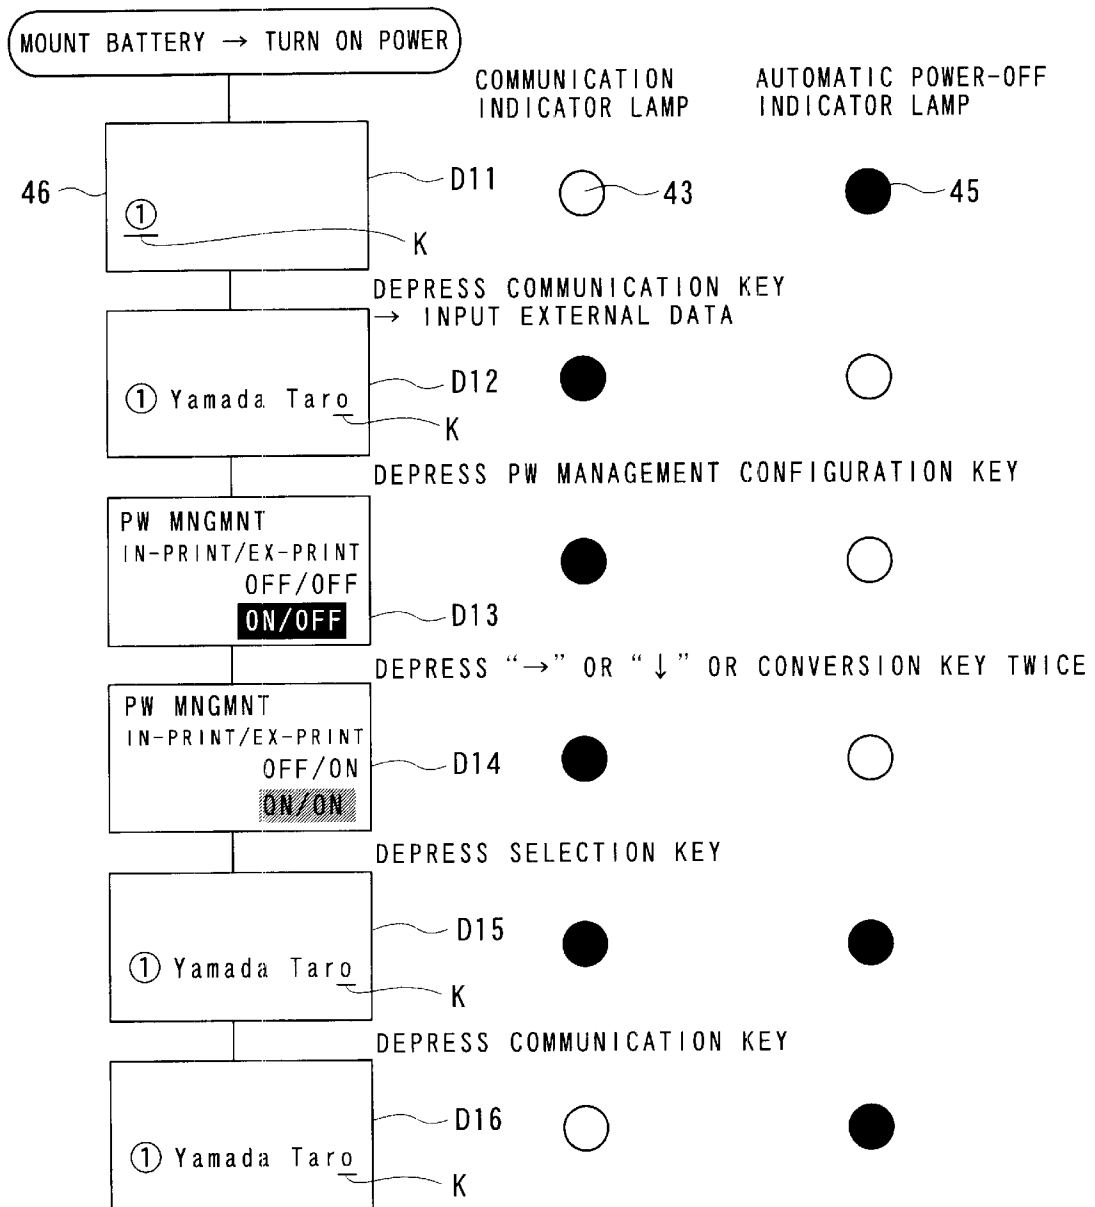 MOUNT BATTERY → TURN ON POWER
COMMUNICATION
INDICATOR LAMP
AUTOMATIC POWER-OFF
INDICATOR LAMP
46
①
D11
K
43
45
DEPRESS COMMUNICATION KEY
→ INPUT EXTERNAL DATA
① Yamada Taro
D12
K
DEPRESS PW MANAGEMENT CONFIGURATION KEY
PW MNGMNT
IN-PRINT/EX-PRINT
OFF/OFF
ON/OFF
D13
DEPRESS “→” OR “↓” OR CONVERSION KEY TWICE
PW MNGMNT
IN-PRINT/EX-PRINT
OFF/ON
ON/ON
D14
DEPRESS SELECTION KEY
① Yamada Taro
D15
K
DEPRESS COMMUNICATION KEY
① Yamada Taro
D16
K